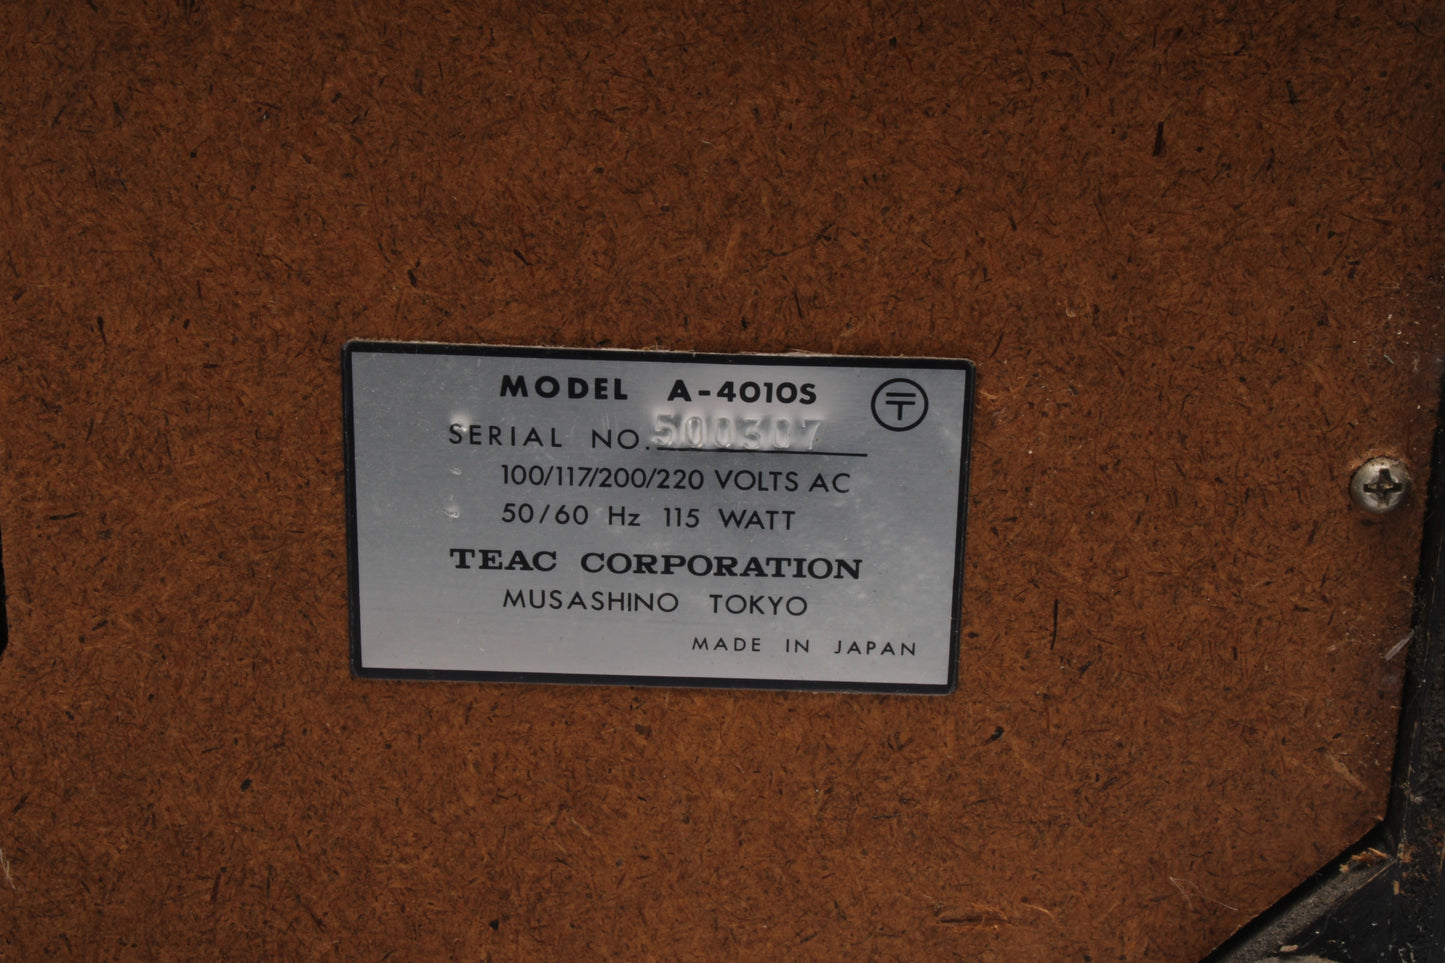 MODEL A-4010S
〒
SERIAL NO. 500307
100/117/200/220 VOLTS AC
50/60 Hz 115 WATT
TEAC CORPORATION
MUSASHINO TOKYO
MADE IN JAPAN